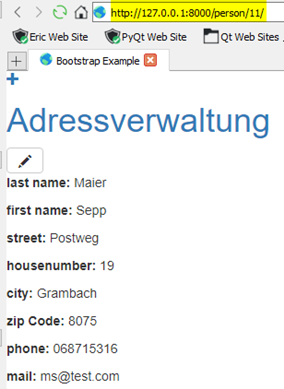 http://127.0.0.1:8000/person/11/
Eric Web Site PyQt Web Site Qt Web Sites
Bootstrap Example
Adressverwaltung
last name: Maier
first name: Sepp
street: Postweg
housenumber: 19
city: Grambach
zip Code: 8075
phone: 068715316
mail: ms@test.com